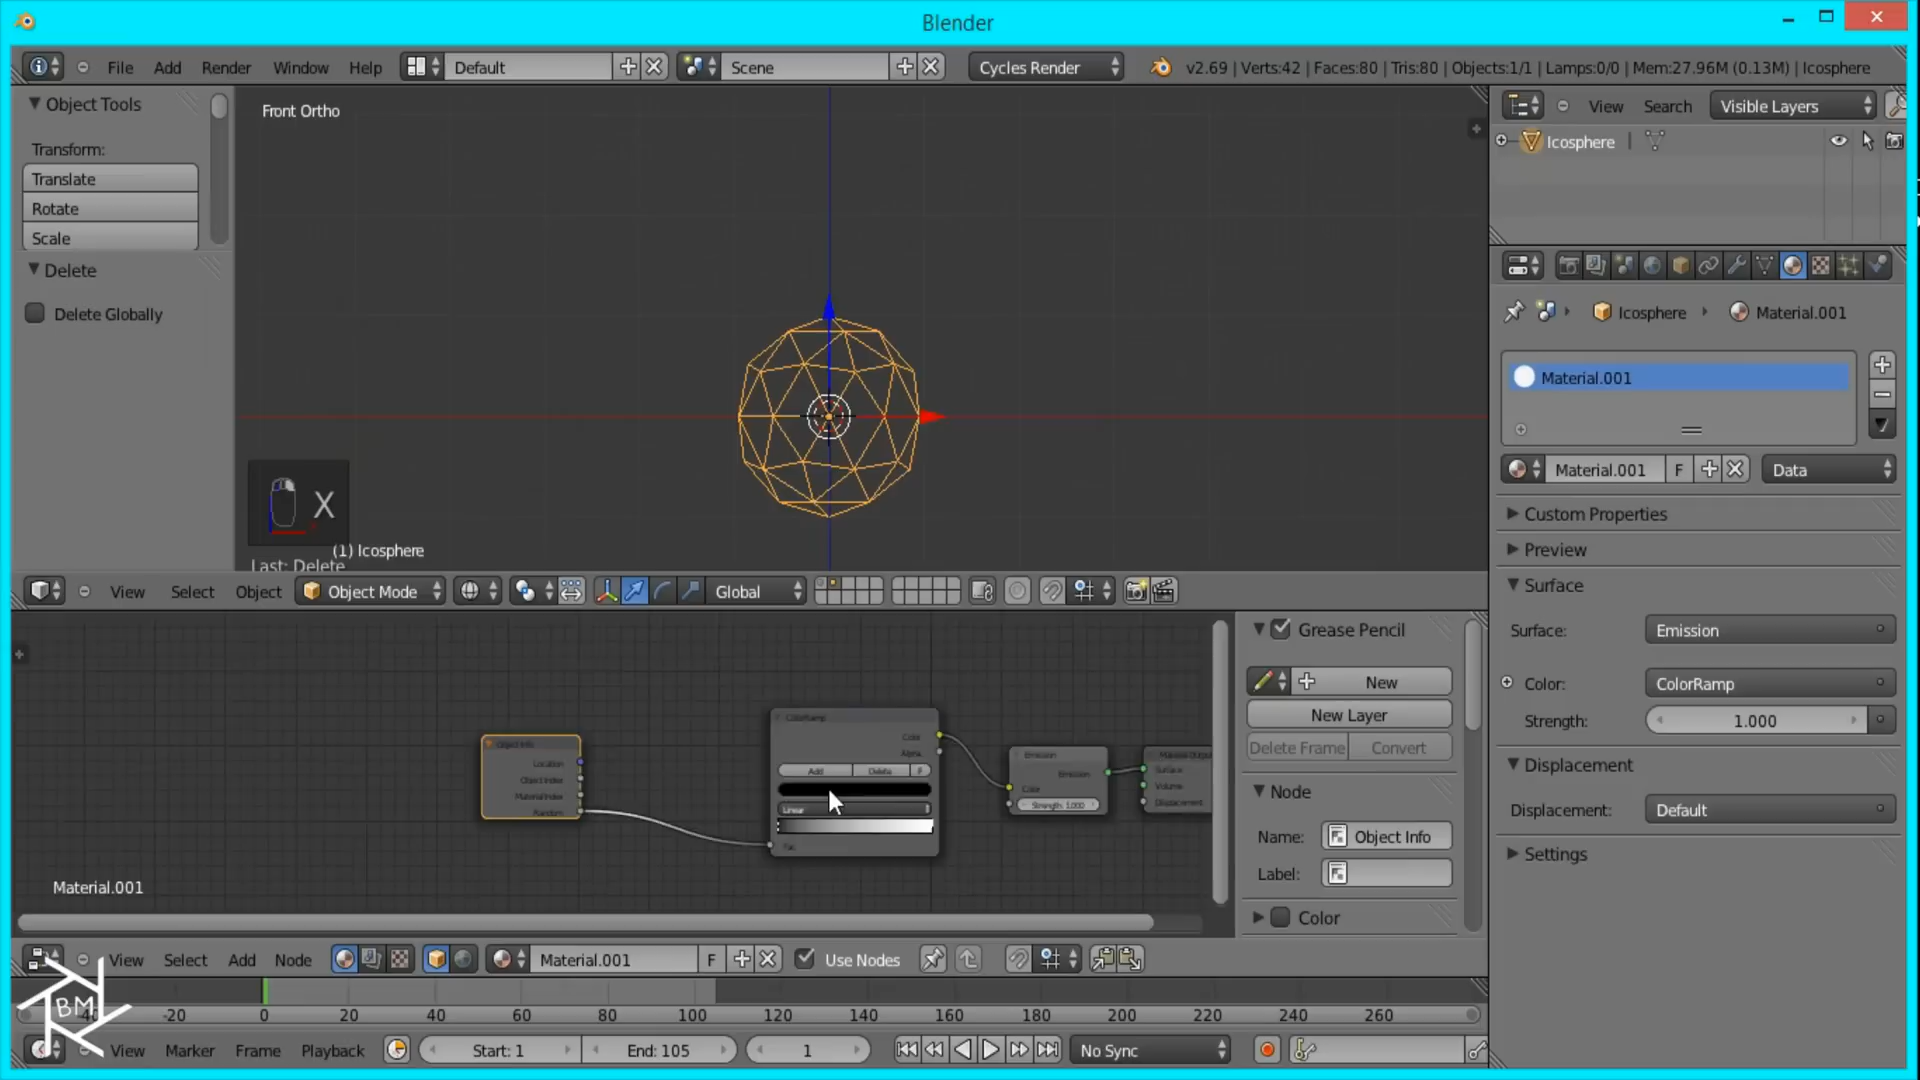 Blender
File Add Render Window Help Default Scene Cycles Render v2.69 | Verts:42 | Faces:80 | Tris:80 | Objects:1/1 | Lamps:0/0 | Mem:27.96M (0.13M) | Icosphere
Object Tools
Transform:
Translate
Rotate
Scale
Delete
Delete Globally
Front Ortho
X
(1) Icosphere
Last: Delete
View Select Object Object Mode Global
View Search Visible Layers
Icosphere
Icosphere Material.001
Material.001
Material.001 F Data
Custom Properties
Preview
Surface
Surface: Emission
Color: ColorRamp
Strength: 1.000
Displacement
Displacement: Default
Settings
Object Info
Location
Object Index
Material Index
Random
ColorRamp
Color
Alpha
Add Delete F
Linear
Fac
Emission
Emission
Color
Strength: 1.000
Material Output
Surface
Volume
Displacement
Material.001
Grease Pencil
New
New Layer
Delete Frame Convert
Node
Name: Object Info
Label:
Color
View Select Add Node Material.001 F Use Nodes
-40 -20 0 20 40 60 80 100 120 140 160 180 200 220 240 260
BM
View Marker Frame Playback Start: 1 End: 105 1 No Sync